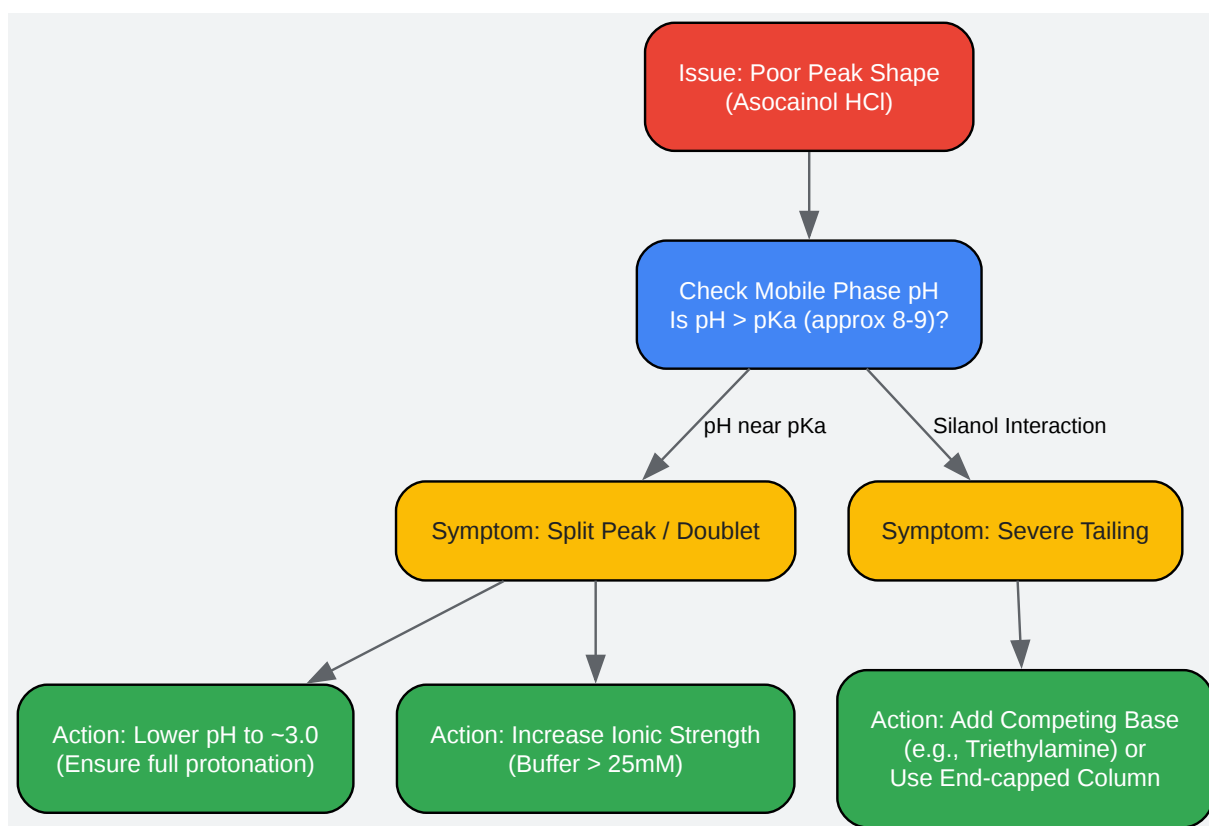 Issue: Poor Peak Shape
(Asocainol HCl)
Check Mobile Phase pH
Is pH > pKa (approx 8-9)?
pH near pKa
Silanol Interaction
Symptom: Split Peak / Doublet
Symptom: Severe Tailing
Action: Lower pH to ~3.0
(Ensure full protonation)
Action: Increase Ionic Strength
(Buffer > 25mM)
Action: Add Competing Base
(e.g., Triethylamine) or
Use End-capped Column